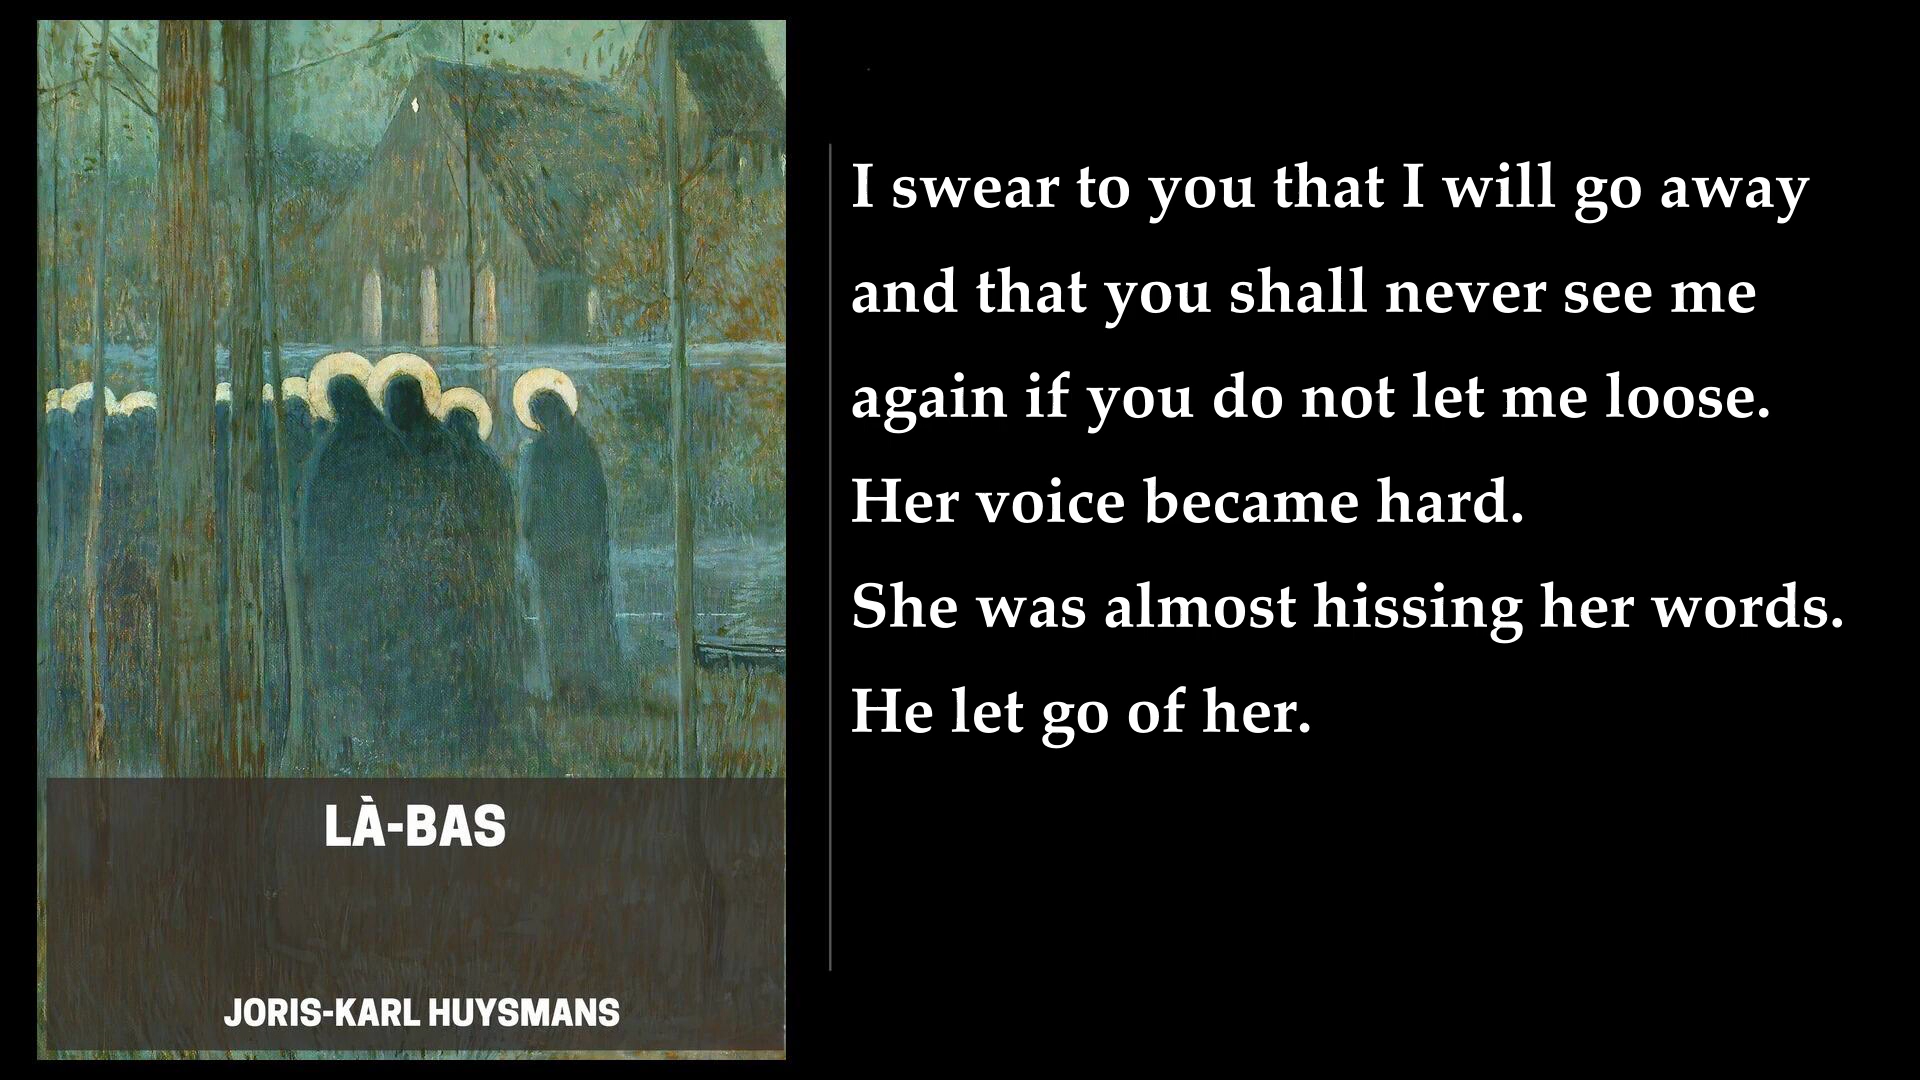 LÀ-BAS
JORIS-KARL HUYSMANS
I swear to you that I will go away
and that you shall never see me
again if you do not let me loose.
Her voice became hard.
She was almost hissing her words.
He let go of her.